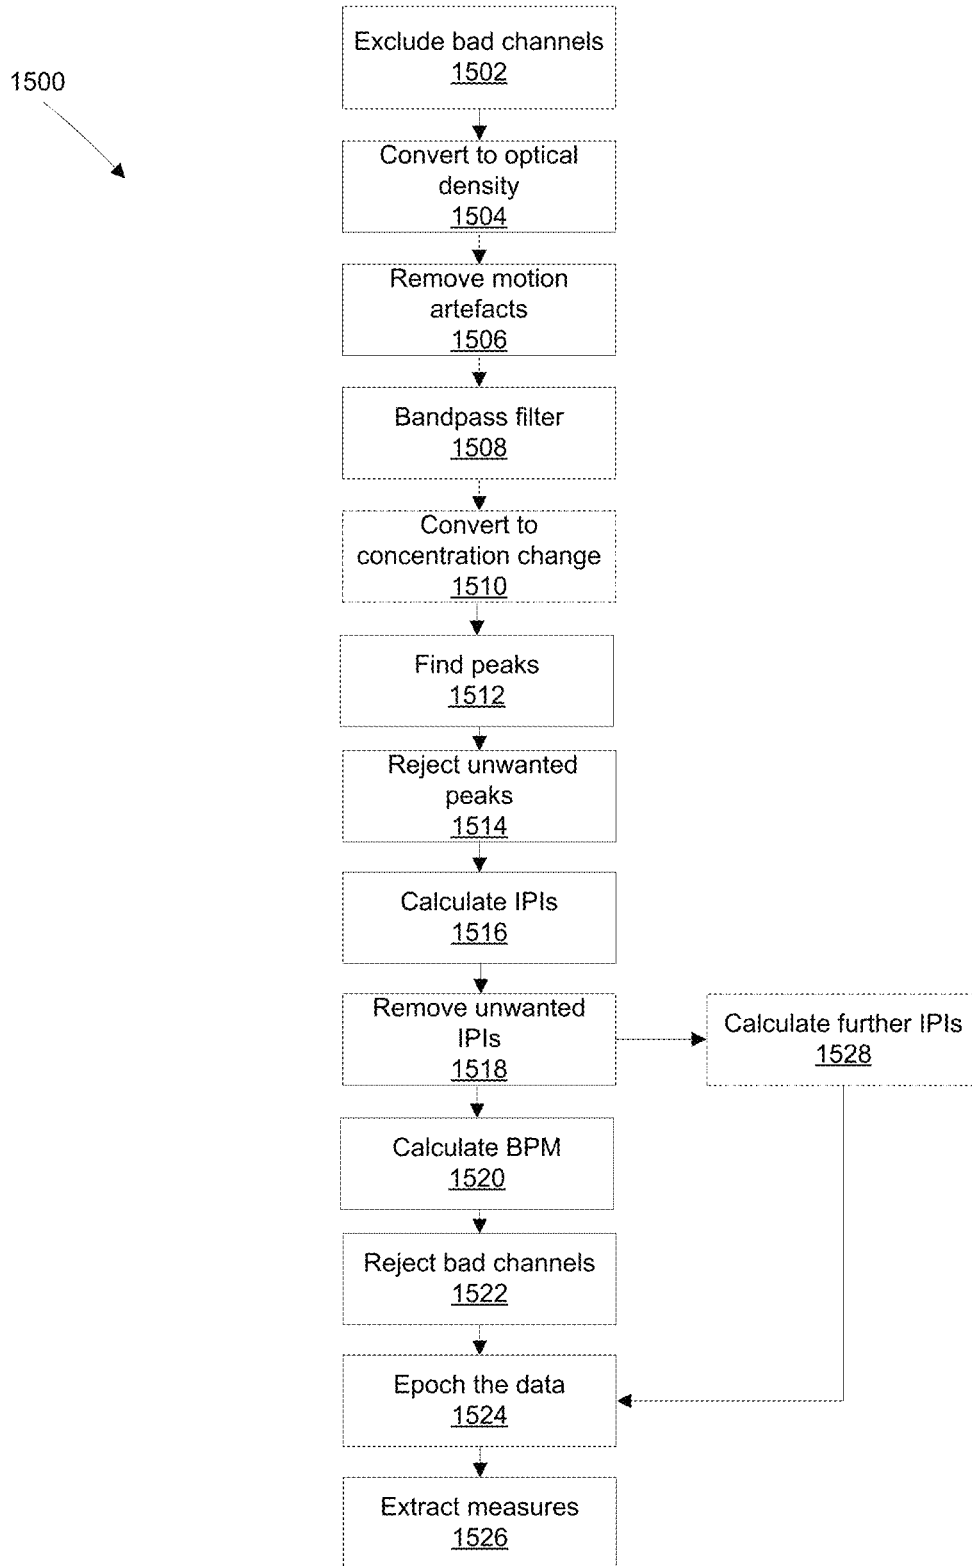 Exclude bad channels
1502
1500
Convert to optical
density
1504
Remove motion
artefacts
1506
Bandpass filter
1508
Convert to
concentration change
1510
Find peaks
1512
Reject unwanted
peaks
1514
Calculate IPIs
1516
Remove unwanted
IPIs
1518
Calculate further IPIs
1528
Calculate BPM
1520
Reject bad channels
1522
Epoch the data
1524
Extract measures
1526